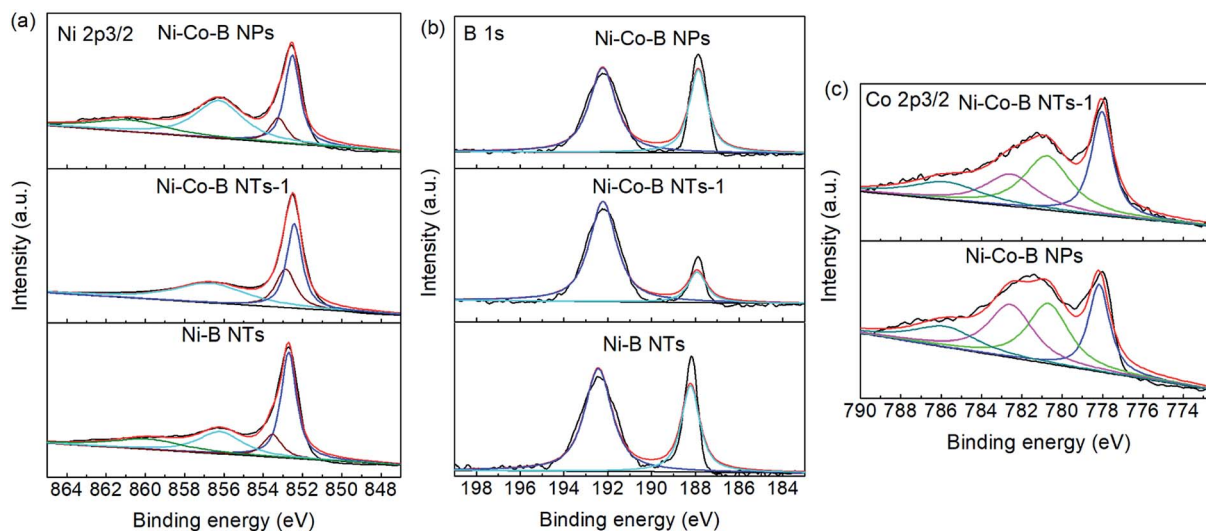 (a)
Ni 2p3/2 Ni-Co-B NPs
Ni-Co-B NTs-1
Ni-B NTs
Intensity (a.u.)
864 862 860 858 856 854 852 850 848
Binding energy (eV)
(b)
B 1s
Ni-Co-B NPs
Ni-Co-B NTs-1
Ni-B NTs
Intensity (a.u.)
198 196 194 192 190 188 186 184
Binding energy (eV)
(c)
Co 2p3/2 Ni-Co-B NTs-1
Ni-Co-B NPs
Intensity (a.u.)
790 788 786 784 782 780 778 776 774
Binding energy (eV)